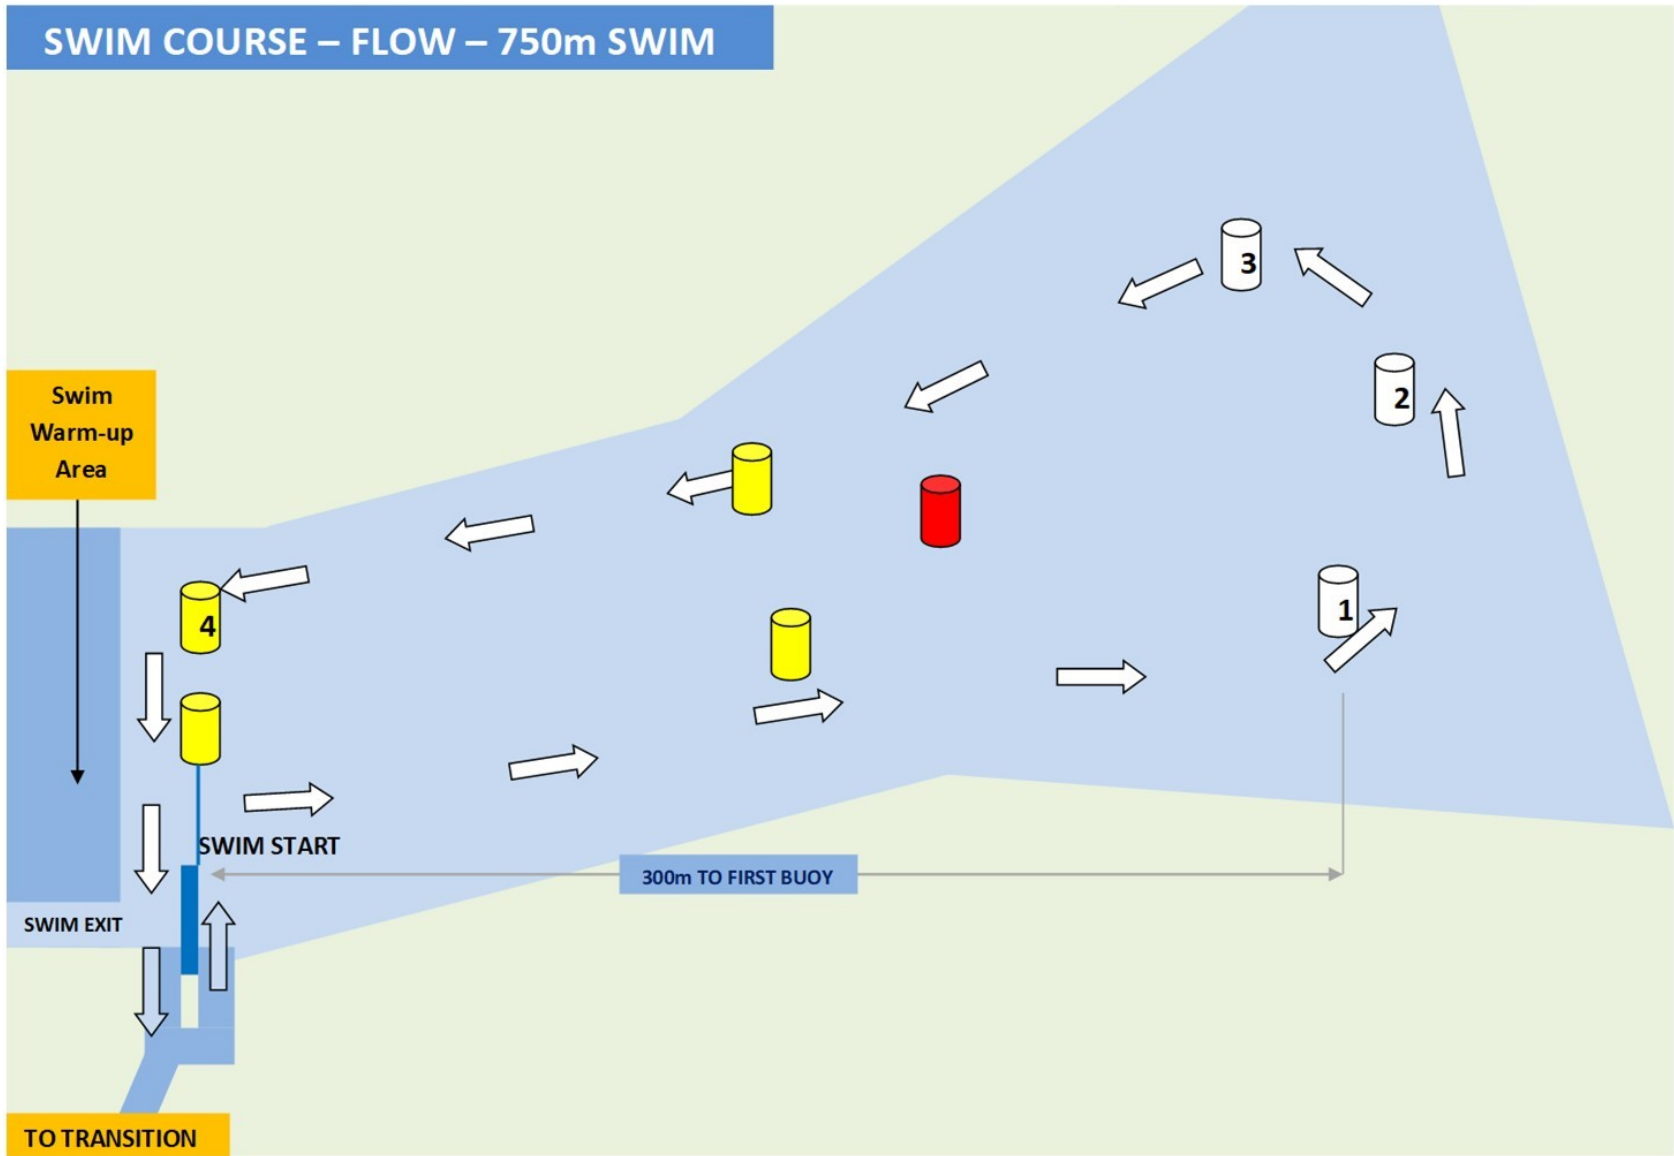 SWIM COURSE – FLOW – 750m SWIM
3
2
Swim
Warm-up
Area
1
4
SWIM START
300m TO FIRST BUOY
SWIM EXIT
TO TRANSITION